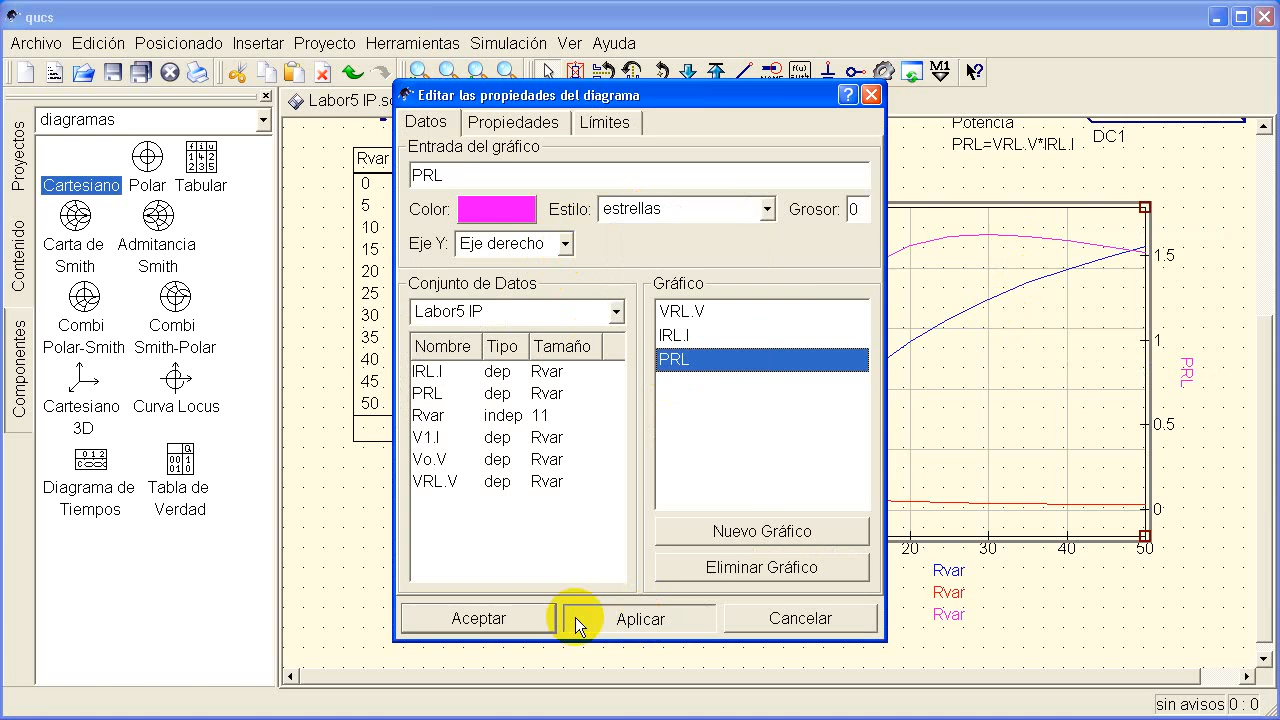 qucs
Archivo Edición Posicionado Insertar Proyecto Herramientas Simulación Ver Ayuda
M1
diagramas
Labor5 IP
Proyectos
Contenido
Componentes
Cartesiano Polar Tabular
Carta de Smith
Admitancia Smith
Combi Polar-Smith
Combi Smith-Polar
Cartesiano 3D
Curva Locus
Diagrama de Tiempos
Tabla de Verdad
Rvar
0
5
10
15
20
25
30
35
40
45
50
Editar las propiedades del diagrama
Datos Propiedades Límites
Entrada del gráfico
PRL
Color: Estilo: estrellas Grosor: 0
Eje Y: Eje derecho
Conjunto de Datos
Labor5 IP
Nombre Tipo Tamaño
IRL.I dep Rvar
PRL dep Rvar
Rvar indep 11
V1.I dep Rvar
Vo.V dep Rvar
VRL.V dep Rvar
Gráfico
VRL.V
IRL.I
PRL
Nuevo Gráfico
Eliminar Gráfico
Aceptar Aplicar Cancelar
Potencia
PRL=VRL.V*IRL.I
DC1
1.5
1
0.5
0
PRL
20 30 40 50
Rvar
Rvar
Rvar
sin avisos 0 : 0